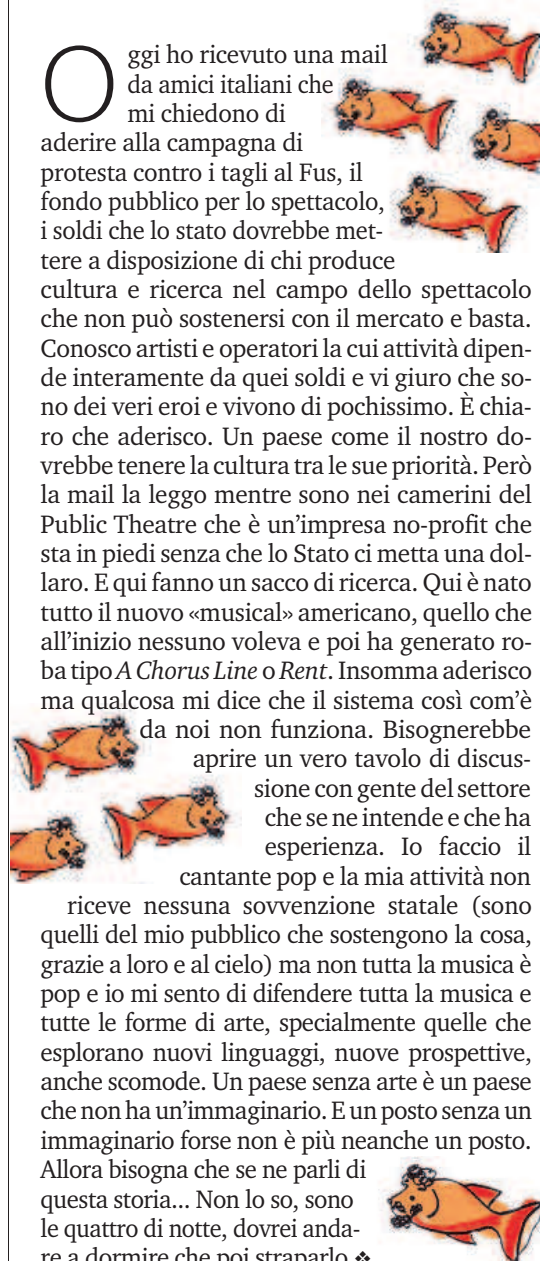 Oggi ho ricevuto una mail
da amici italiani che
mi chiedono di
aderire alla campagna di
protesta contro i tagli al Fus, il
fondo pubblico per lo spettacolo,
i soldi che lo stato dovrebbe met-
tere a disposizione di chi produce
cultura e ricerca nel campo dello spettacolo
che non può sostenersi con il mercato e basta.
Conosco artisti e operatori la cui attività dipen-
de interamente da quei soldi e vi giuro che so-
no dei veri eroi e vivono di pochissimo. È chia-
ro che aderisco. Un paese come il nostro do-
vrebbe tenere la cultura tra le sue priorità. Però
la mail la leggo mentre sono nei camerini del
Public Theatre che è un'impresa no-profit che
sta in piedi senza che lo Stato ci metta una dol-
laro. E qui fanno un sacco di ricerca. Qui è nato
tutto il nuovo «musical» americano, quello che
all'inizio nessuno voleva e poi ha generato ro-
ba tipo A Chorus Line o Rent. Insomma aderisco
ma qualcosa mi dice che il sistema così com'è
da noi non funziona. Bisognerebbe
aprire un vero tavolo di discus-
sione con gente del settore
che se ne intende e che ha
esperienza. Io faccio il
cantante pop e la mia attività non
riceve nessuna sovvenzione statale (sono
quelli del mio pubblico che sostengono la cosa,
grazie a loro e al cielo) ma non tutta la musica è
pop e io mi sento di difendere tutta la musica e
tutte le forme di arte, specialmente quelle che
esplorano nuovi linguaggi, nuove prospettive,
anche scomode. Un paese senza arte è un paese
che non ha un'immaginario. E un posto senza un
immaginario forse non è più neanche un posto.
Allora bisogna che se ne parli di
questa storia... Non lo so, sono
le quattro di notte, dovrei anda-
re a dormire che poi straparlo ❖